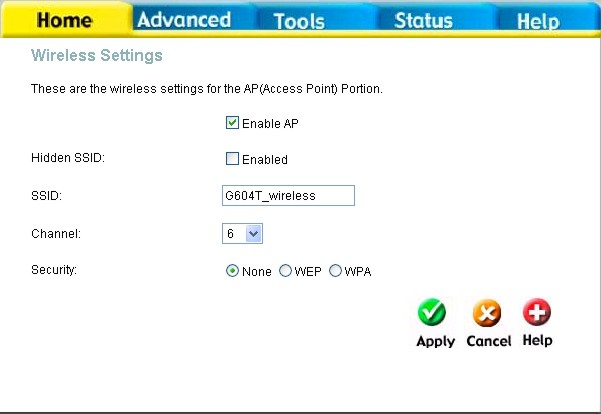 Home Advanced Tools Status Help
Wireless Settings
These are the wireless settings for the AP(Access Point) Portion.
Enable AP
Hidden SSID: Enabled
SSID: G604T_wireless
Channel: 6
Security: None WEP WPA
Apply Cancel Help